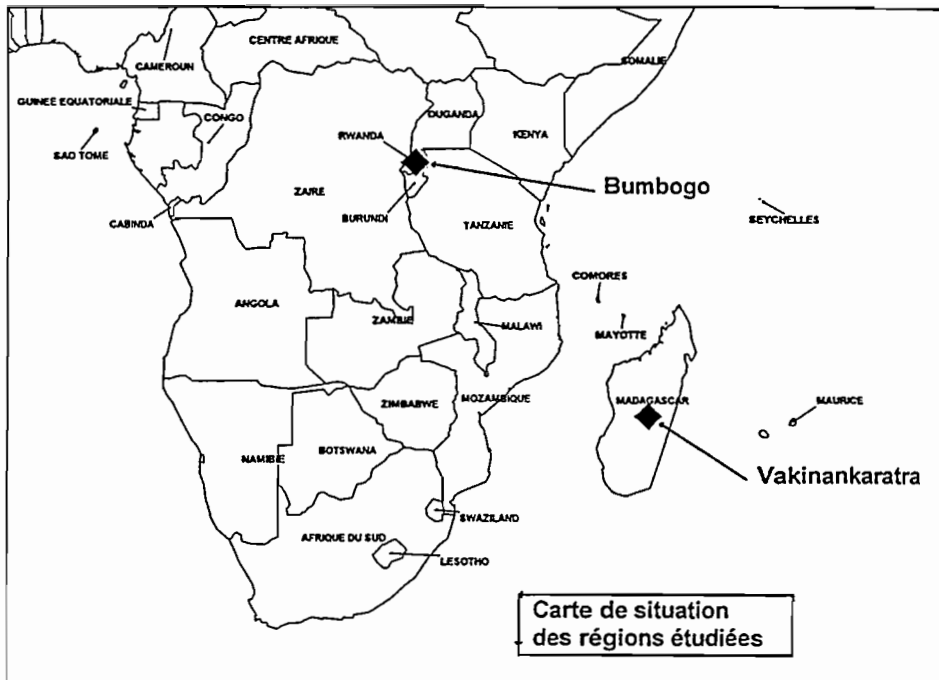 CENTRE AFRIQUE
SOMALIE
CAMEROUN
GUINEE EQUATORIALE
CONGO
OUGANDA
RWANDA
KENYA
SAO TOME
Bumbogo
ZAIRE
CABINDA
BURUNDI
TANZANIE
SEYCHELLES
COMORES
ANGOLA
ZAMBIE
MALAWI
MAYOTTE
ZIMBABWE
MOZAMBIQUE
MADAGASCAR
MAURICE
NAMIBIE
BOTSWANA
Vakinankaratra
SWAZILAND
AFRIQUE DU SUD
LESOTHO
Carte de situation
des régions étudiées